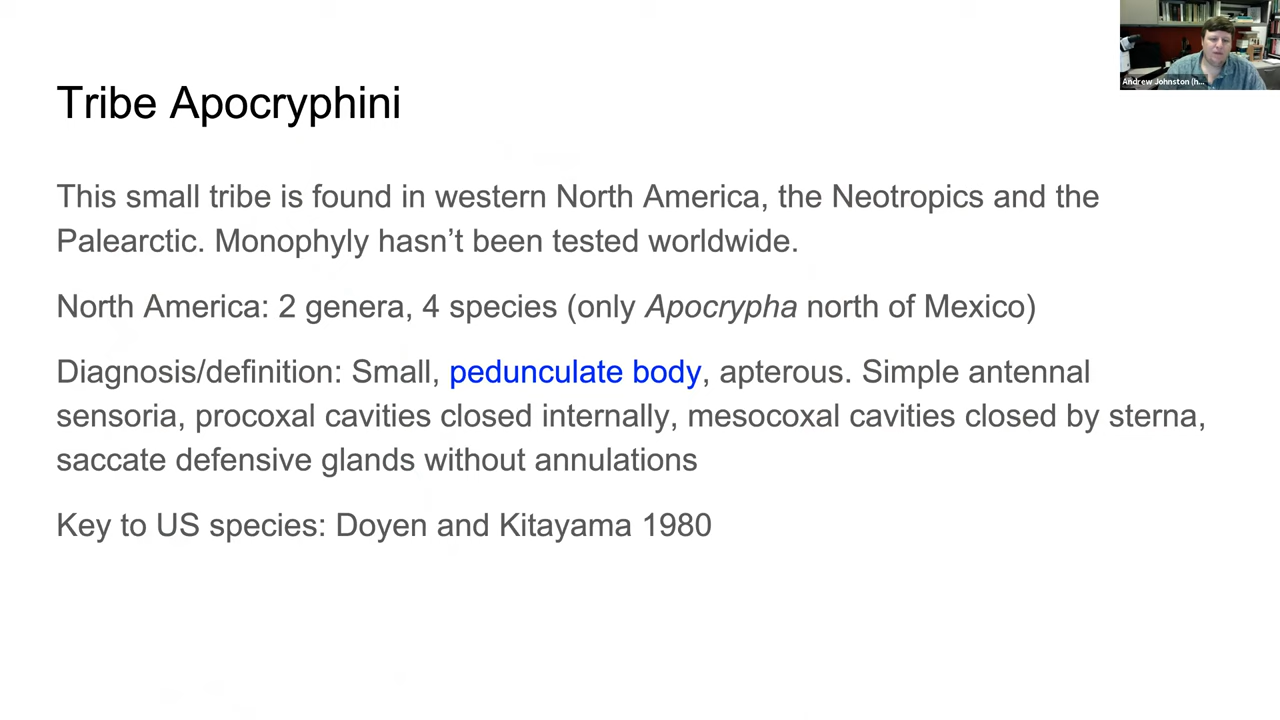 Andrew Johnston (h...
Tribe Apocryphini
This small tribe is found in western North America, the Neotropics and the
Palearctic. Monophyly hasn’t been tested worldwide.
North America: 2 genera, 4 species (only Apocrypha north of Mexico)
Diagnosis/definition: Small, pedunculate body, apterous. Simple antennal
sensoria, procoxal cavities closed internally, mesocoxal cavities closed by sterna,
saccate defensive glands without annulations
Key to US species: Doyen and Kitayama 1980